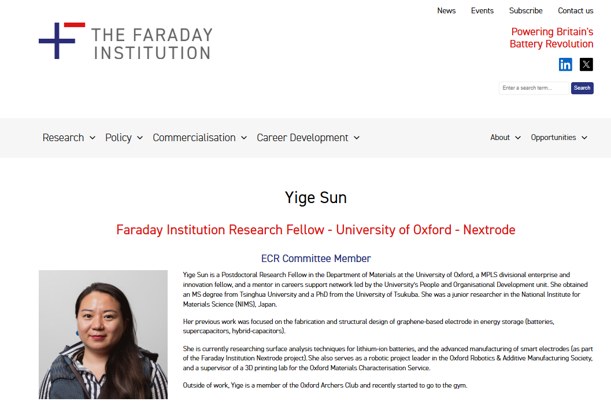 News Events Subscribe Contact us
THE FARADAY
INSTITUTION
Powering Britain's
Battery Revolution
in X
Enter a search term... Search
Research Policy Commercialisation Career Development About Opportunities
Yige Sun
Faraday Institution Research Fellow - University of Oxford - Nextrode
ECR Committee Member
Yige Sun is a Postdoctoral Research Fellow in the Department of Materials at the University of Oxford, a MPLS divisional enterprise and
innovation fellow, and a mentor in careers support network led by the University's People and Organisational Development unit. She obtained
an MS degree from Tsinghua University and a PhD from the University of Tsukuba. She was a junior researcher in the National Institute for
Materials Science (NIMS), Japan.
Her previous work was focused on the fabrication and structural design of graphene-based electrode in energy storage (batteries,
supercapacitors, hybrid-capacitors).
She is currently researching surface analysis techniques for lithium-ion batteries, and the advanced manufacturing of smart electrodes (as part
of the Faraday Institution Nextrode project). She also serves as a robotic project leader in the Oxford Robotics & Additive Manufacturing Society,
and a supervisor of a 3D printing lab for the Oxford Materials Characterisation Service.
Outside of work, Yige is a member of the Oxford Archers Club and recently started to go to the gym.